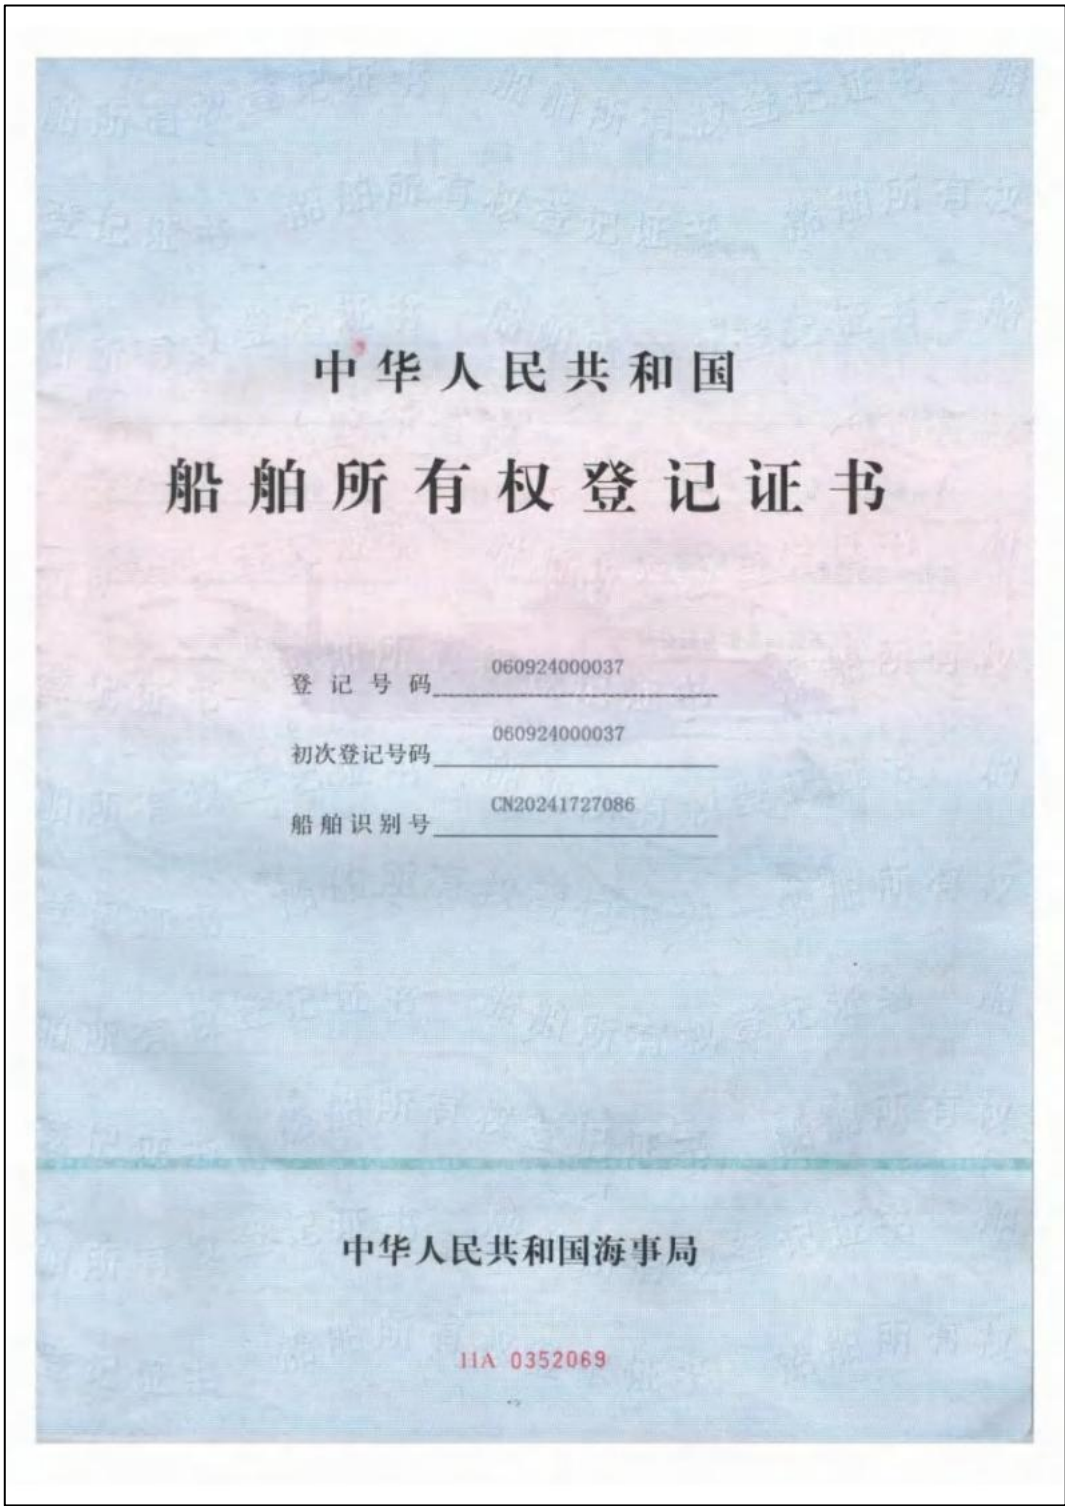 中华人民共和国
船舶所有权登记证书
登记号码 060924000037
初次登记号码 060924000037
船舶识别号 CN20241727086
中华人民共和国海事局
HA 0352069